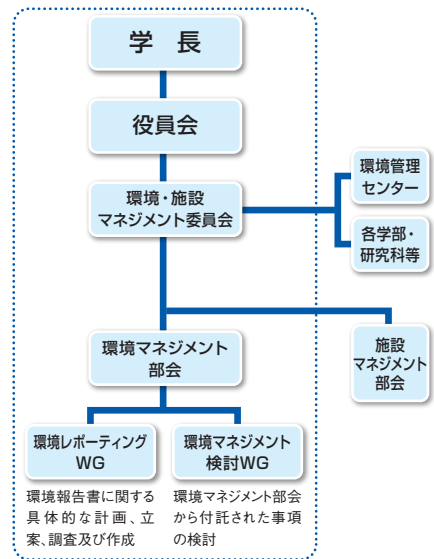 学　長
役員会
環境・施設
マネジメント委員会
環境管理
センター
各学部・
研究科等
環境マネジメント
部会
施設
マネジメント
部会
環境レポーティング
WG
環境マネジメント
検討WG
環境報告書に関する
具体的な計画、立
案、調査及び作成
環境マネジメント部会
から付託された事項
の検討